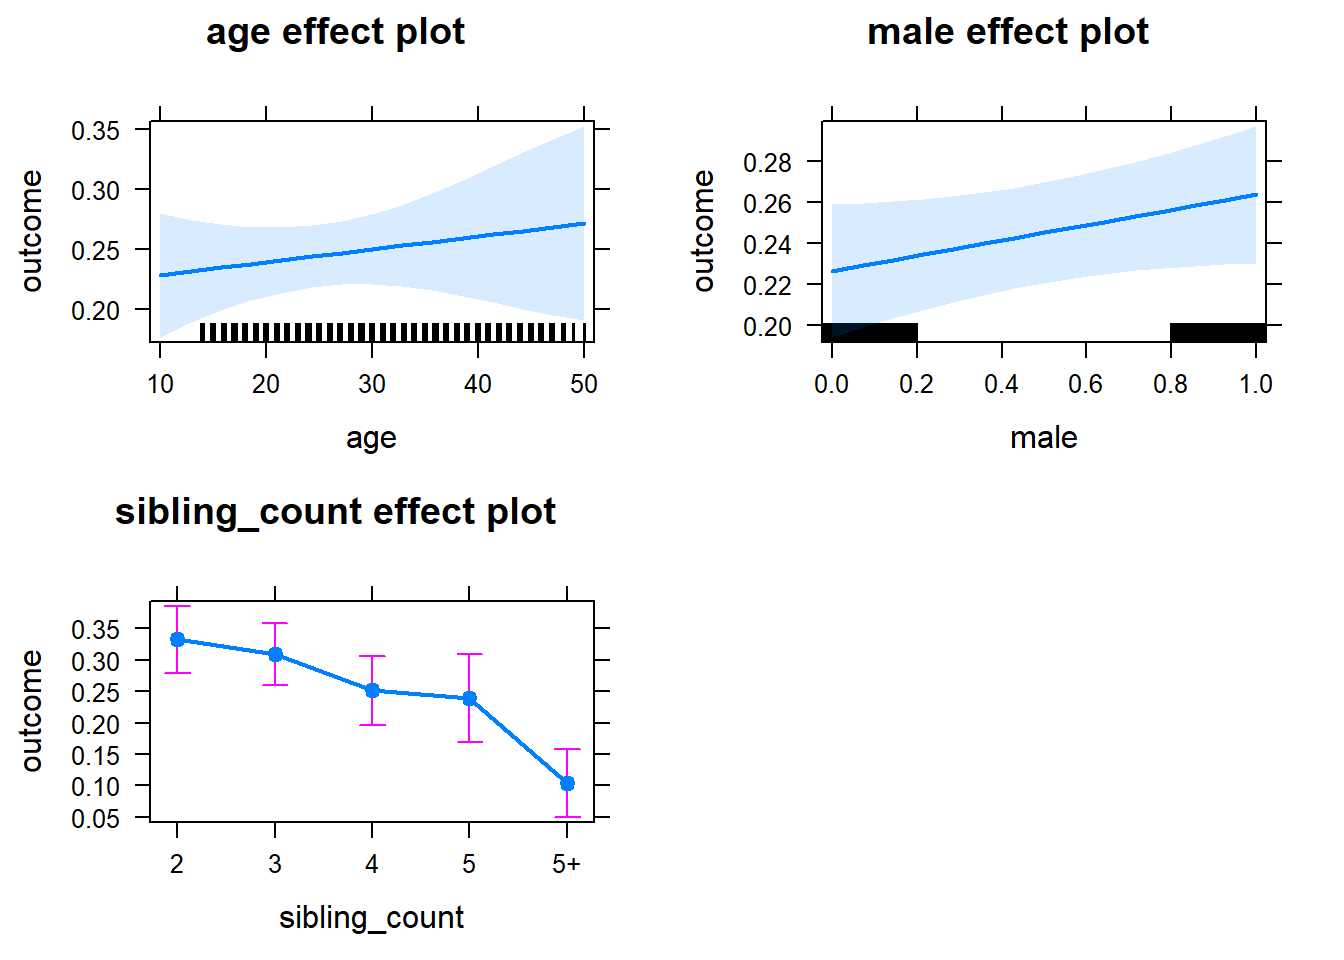 age effect plot
outcome
0.35
0.30
0.25
0.20
10 20 30 40 50
age
male effect plot
outcome
0.28
0.26
0.24
0.22
0.20
0.0 0.2 0.4 0.6 0.8 1.0
male
sibling_count effect plot
outcome
0.35
0.30
0.25
0.20
0.15
0.10
0.05
2 3 4 5 5+
sibling_count